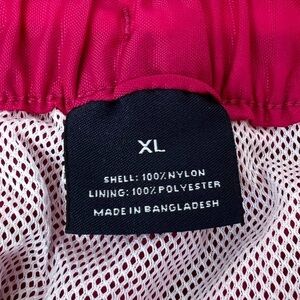 XL
SHELL: 100% NYLON
LINING: 100% POLYESTER
MADE IN BANGLADESH